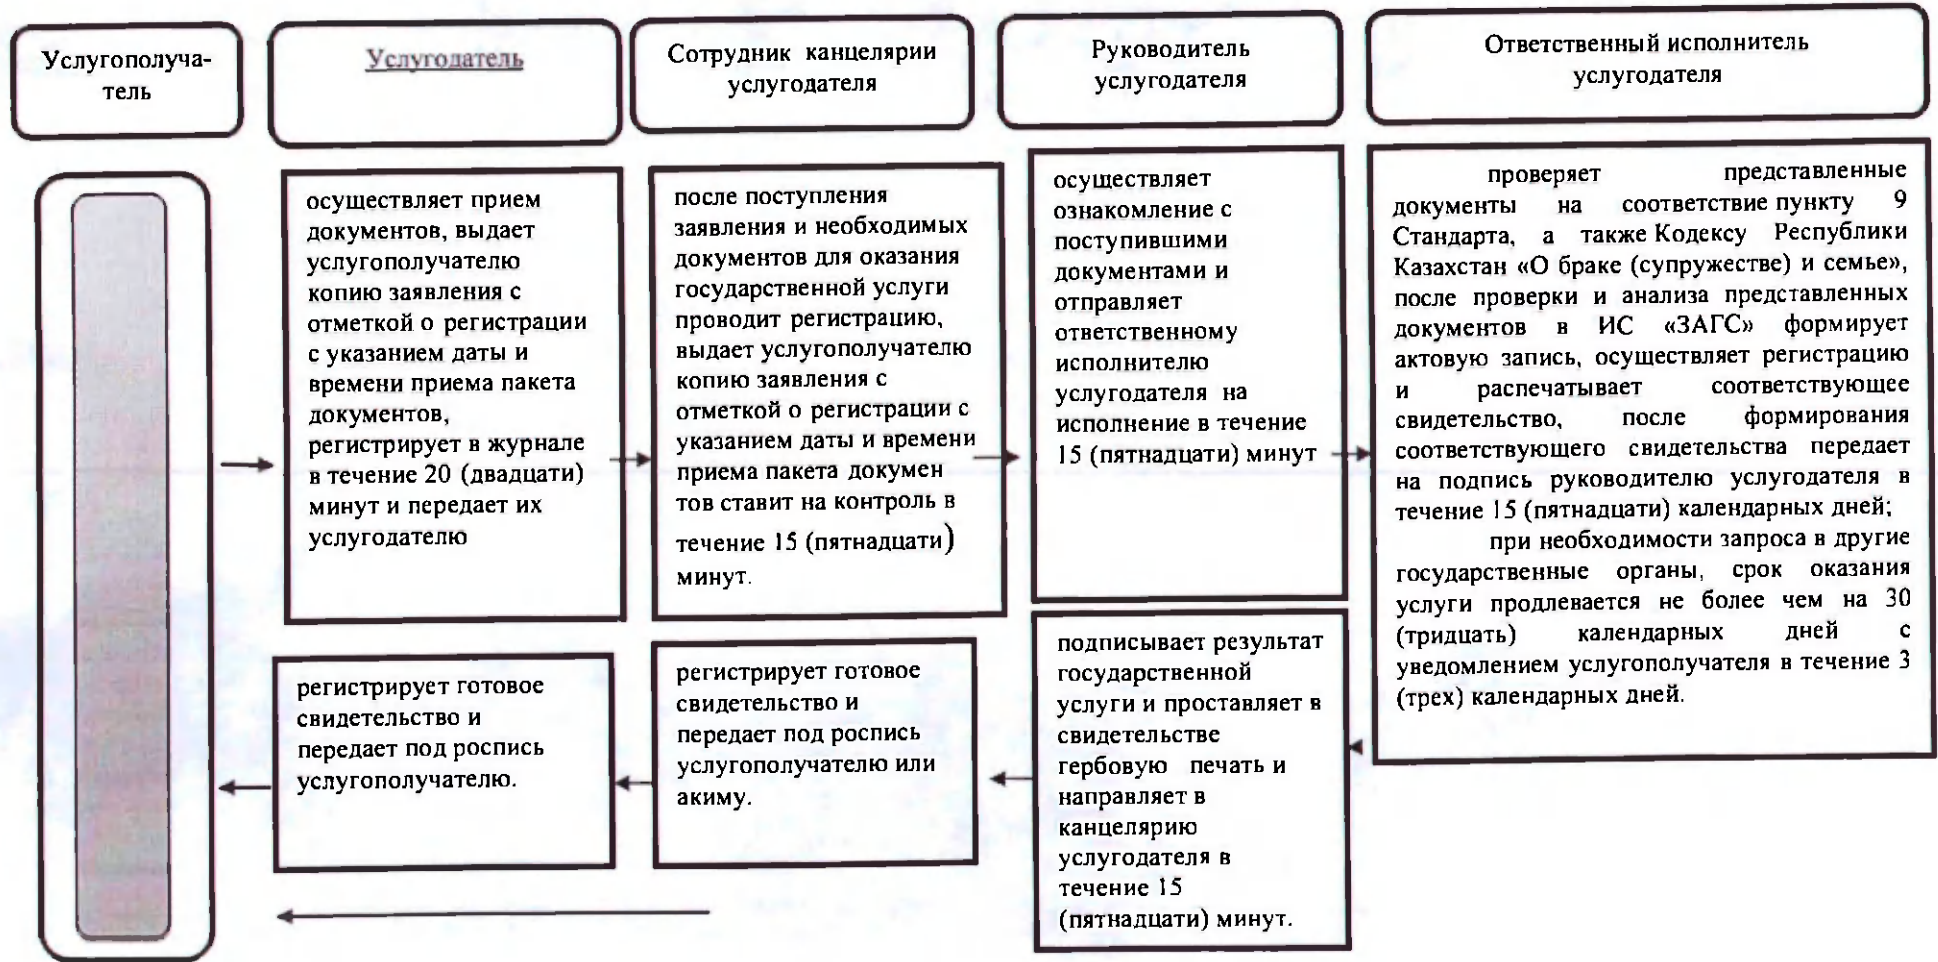 Услугополуча-
тель
Услугодатель
Сотрудник канцелярии
услугодателя
Руководитель
услугодателя
Ответственный исполнитель
услугодателя
осуществляет прием
документов, выдает
услугополучателю
копию заявления с
отметкой о регистрации
с указанием даты и
времени приема пакета
документов,
регистрирует в журнале
в течение 20 (двадцати)
минут и передает их
услугодателю
после поступления
заявления и необходимых
документов для оказания
государственной услуги
проводит регистрацию,
выдает услугополучателю
копию заявления с
отметкой о регистрации с
указанием даты и времени
приема пакета докумен
тов ставит на контроль в
течение 15 (пятнадцати)
минут.
осуществляет
ознакомление с
поступившими
документами и
отправляет
ответственному
исполнителю
услугодателя на
исполнение в течение
15 (пятнадцати) минут
проверяет представленные
документы на соответствие пункту 9
Стандарта, а также Кодексу Республики
Казахстан «О браке (супружестве) и семье»,
после проверки и анализа представленных
документов в ИС «ЗАГС» формирует
актовую запись, осуществляет регистрацию
и распечатывает соответствующее
свидетельство, после формирования
соответствующего свидетельства передает
на подпись руководителю услугодателя в
течение 15 (пятнадцати) календарных дней;
при необходимости запроса в другие
государственные органы, срок оказания
услуги продлевается не более чем на 30
(тридцать) календарных дней с
уведомлением услугополучателя в течение 3
(трех) календарных дней.
регистрирует готовое
свидетельство и
передает под роспись
услугополучателю.
регистрирует готовое
свидетельство и
передает под роспись
услугополучателю или
акиму.
подписывает результат
государственной
услуги и проставляет в
свидетельстве
гербовую печать и
направляет в
канцелярию
услугодателя в
течение 15
(пятнадцати) минут.